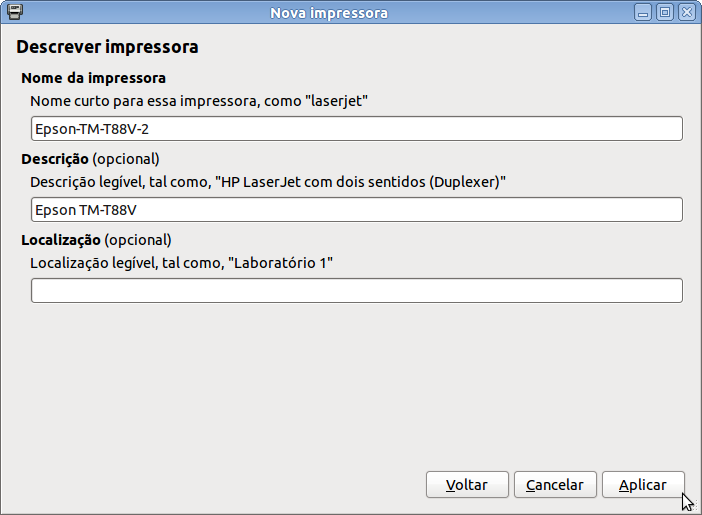 Nova impressora
Descrever impressora
Nome da impressora
Nome curto para essa impressora, como "laserjet"
Epson-TM-T88V-2
Descrição (opcional)
Descrição legível, tal como, "HP LaserJet com dois sentidos (Duplexer)"
Epson TM-T88V
Localização (opcional)
Localização legível, tal como, "Laboratório 1"
Voltar Cancelar Aplicar